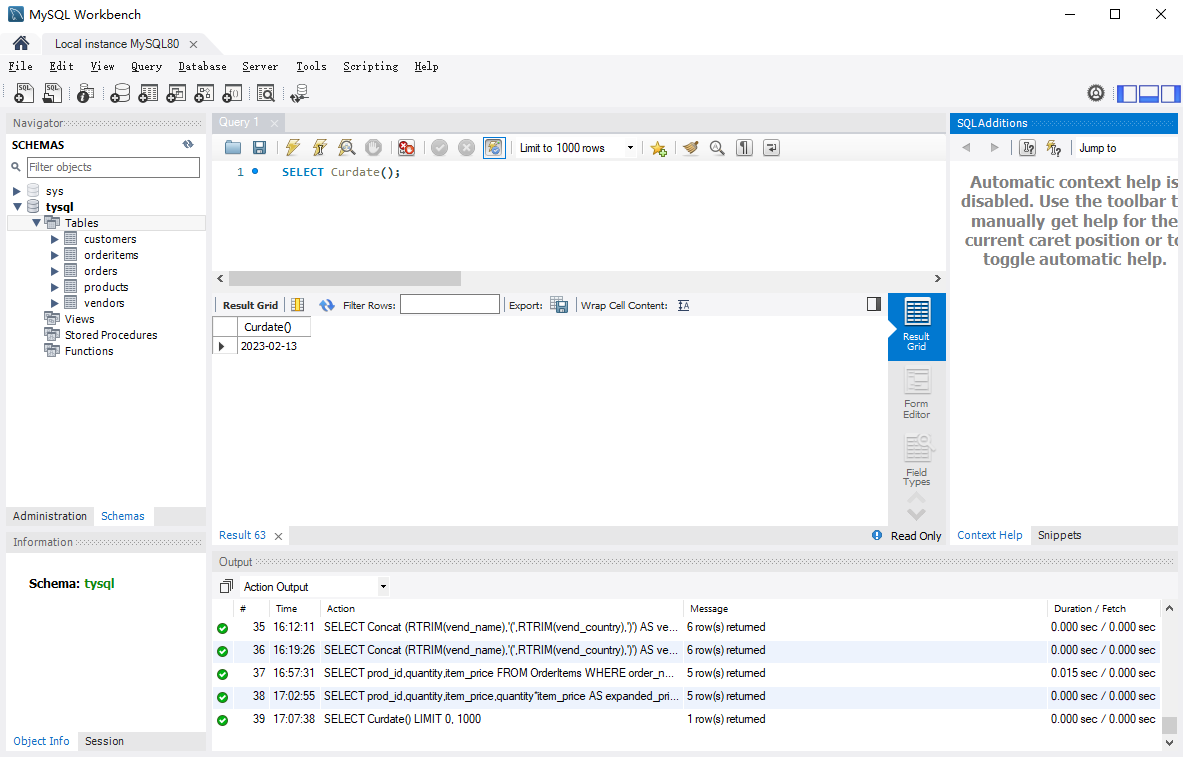 MySQL Workbench
Local instance MySQL80
File Edit View Query Database Server Tools Scripting Help
Navigator
SCHEMAS
Filter objects
sys
tysql
Tables
customers
orderitems
orders
products
vendors
Views
Stored Procedures
Functions
Administration Schemas
Information
Schema: tysql
Object Info Session
Query 1
Limit to 1000 rows
1 SELECT Curdate();
Result Grid Filter Rows: Export: Wrap Cell Content:
Curdate()
2023-02-13
Result
Grid
Form
Editor
Field
Types
Result 63
Read Only
SQLAdditions
Jump to
Automatic context help is
disabled. Use the toolbar t
manually get help for the
current caret position or to
toggle automatic help.
Context Help Snippets
Output
Action Output
# Time Action Message Duration / Fetch
35 16:12:11 SELECT Concat (RTRIM(vend_name),'(',RTRIM(vend_country),')') AS ve... 6 row(s) returned 0.000 sec / 0.000 sec
36 16:19:26 SELECT Concat (RTRIM(vend_name),'(',RTRIM(vend_country),')') AS ve... 6 row(s) returned 0.000 sec / 0.000 sec
37 16:57:31 SELECT prod_id,quantity,item_price FROM OrderItems WHERE order_n... 5 row(s) returned 0.015 sec / 0.000 sec
38 17:02:55 SELECT prod_id,quantity,item_price,quantity*item_price AS expanded_pri... 5 row(s) returned 0.000 sec / 0.000 sec
39 17:07:38 SELECT Curdate() LIMIT 0, 1000 1 row(s) returned 0.000 sec / 0.000 sec